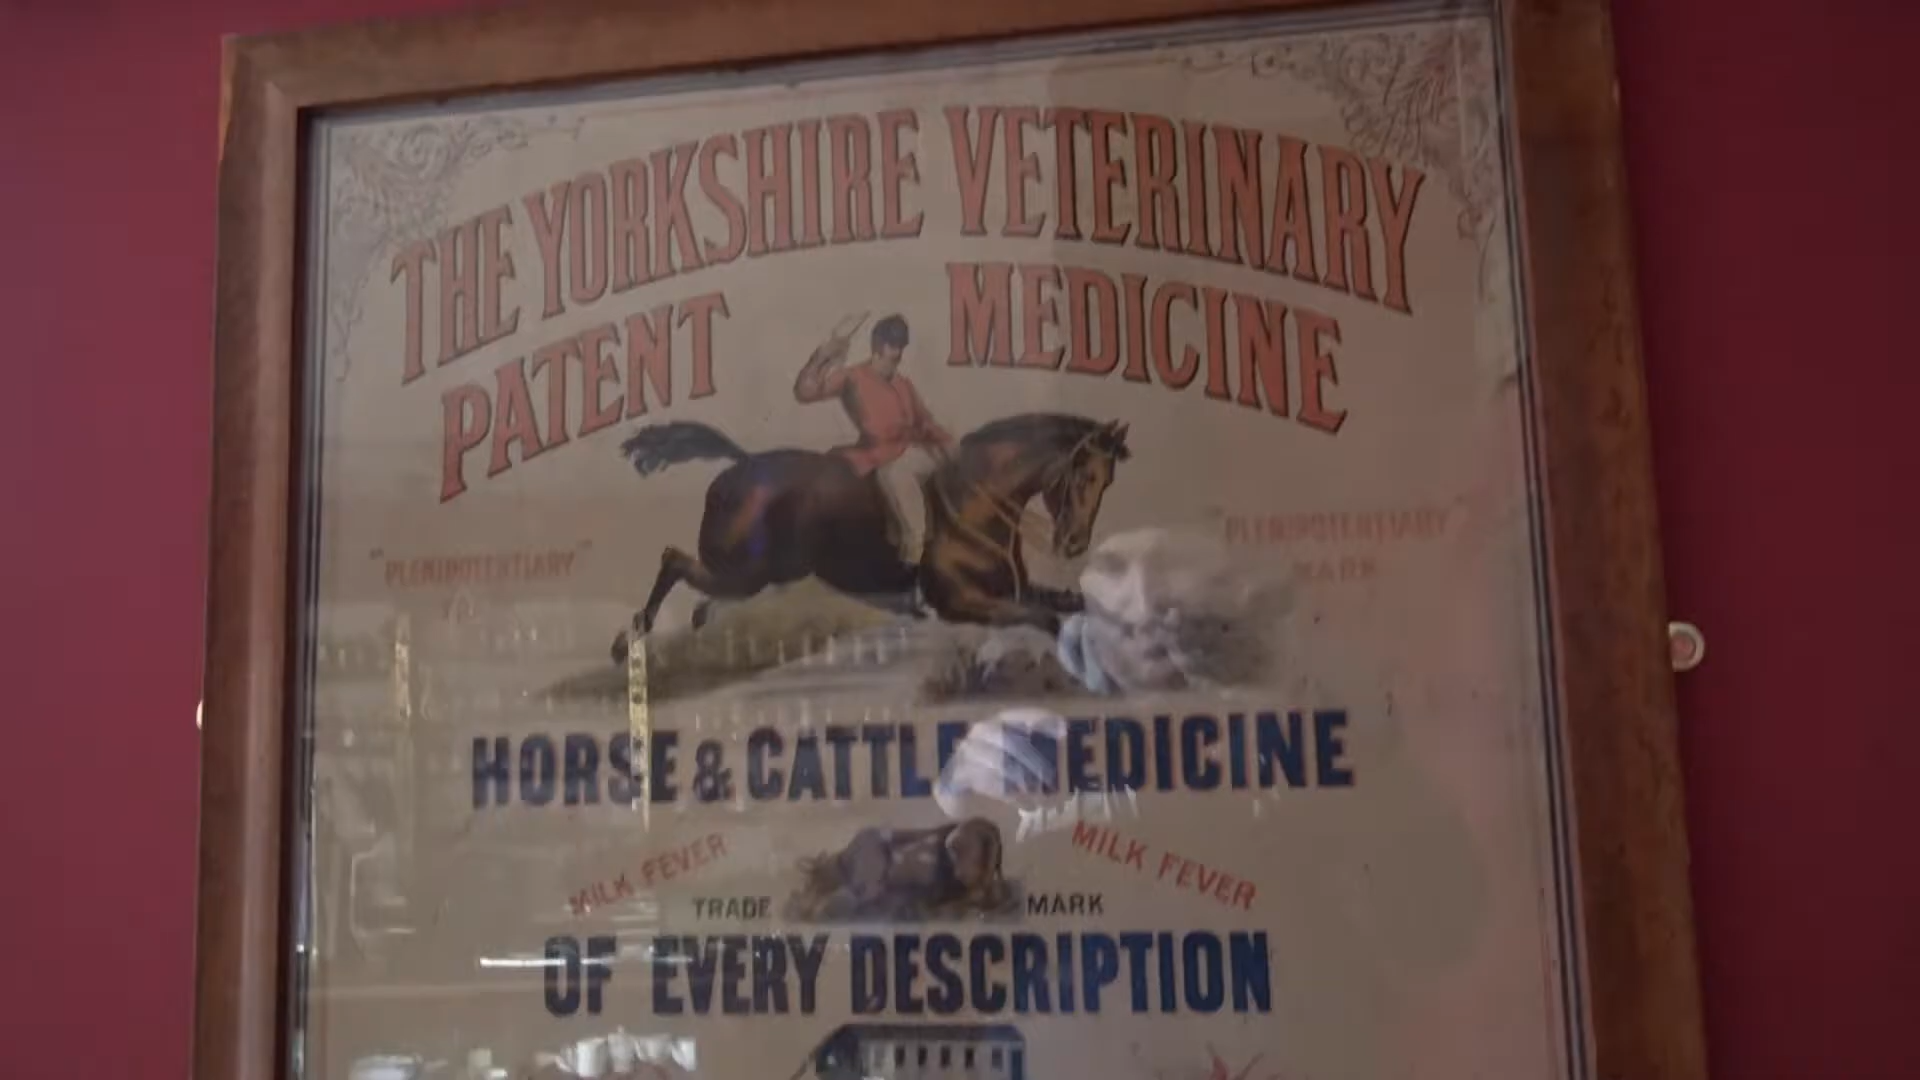 THE YORKSHIRE VETERINARY
PATENT MEDICINE
"PLENIPOTENTIARY"
"PLENIPOTENTIARY"
MARK
HORSE & CATTLE MEDICINE
MILK FEVER MILK FEVER
TRADE MARK
OF EVERY DESCRIPTION